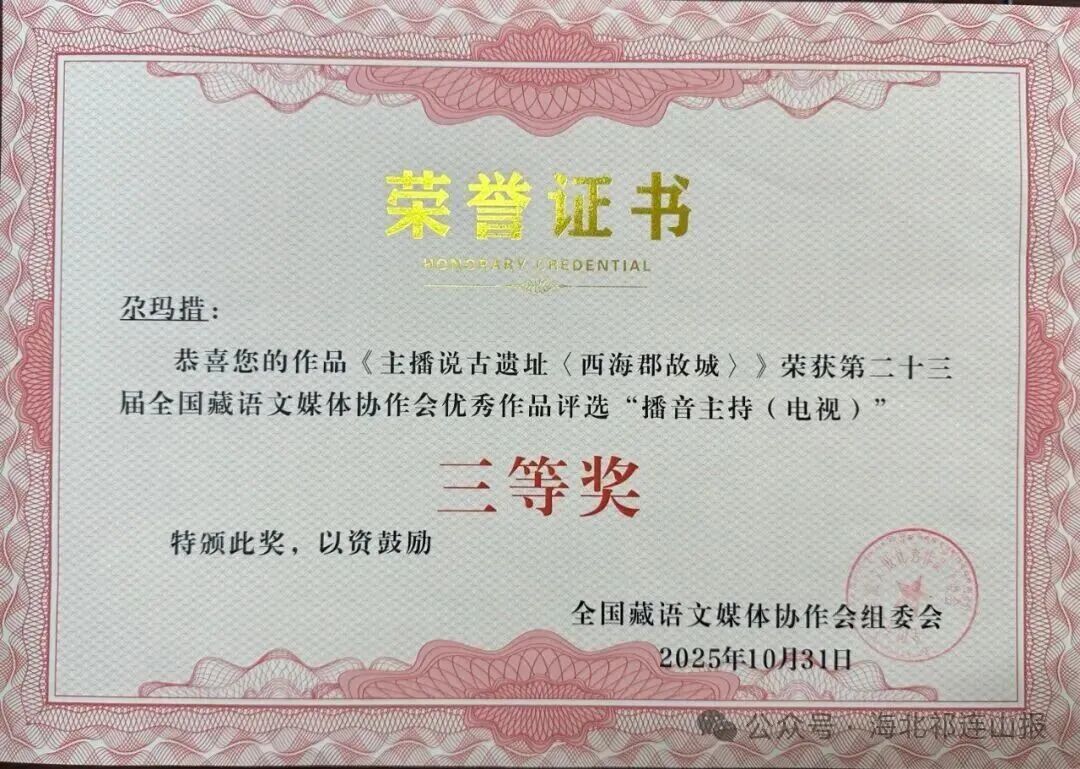 荣誉证书
HONORARY CREDENTIAL
尕玛措：
恭喜您的作品《主播说古遗址〈西海郡故城〉》荣获第二十三
届全国藏语文媒体协作会优秀作品评选“播音主持（电视）”
三等奖
特颁此奖，以资鼓励
全国藏语文媒体协作会组委会
2025年10月31日
公众号·海北祁连山报